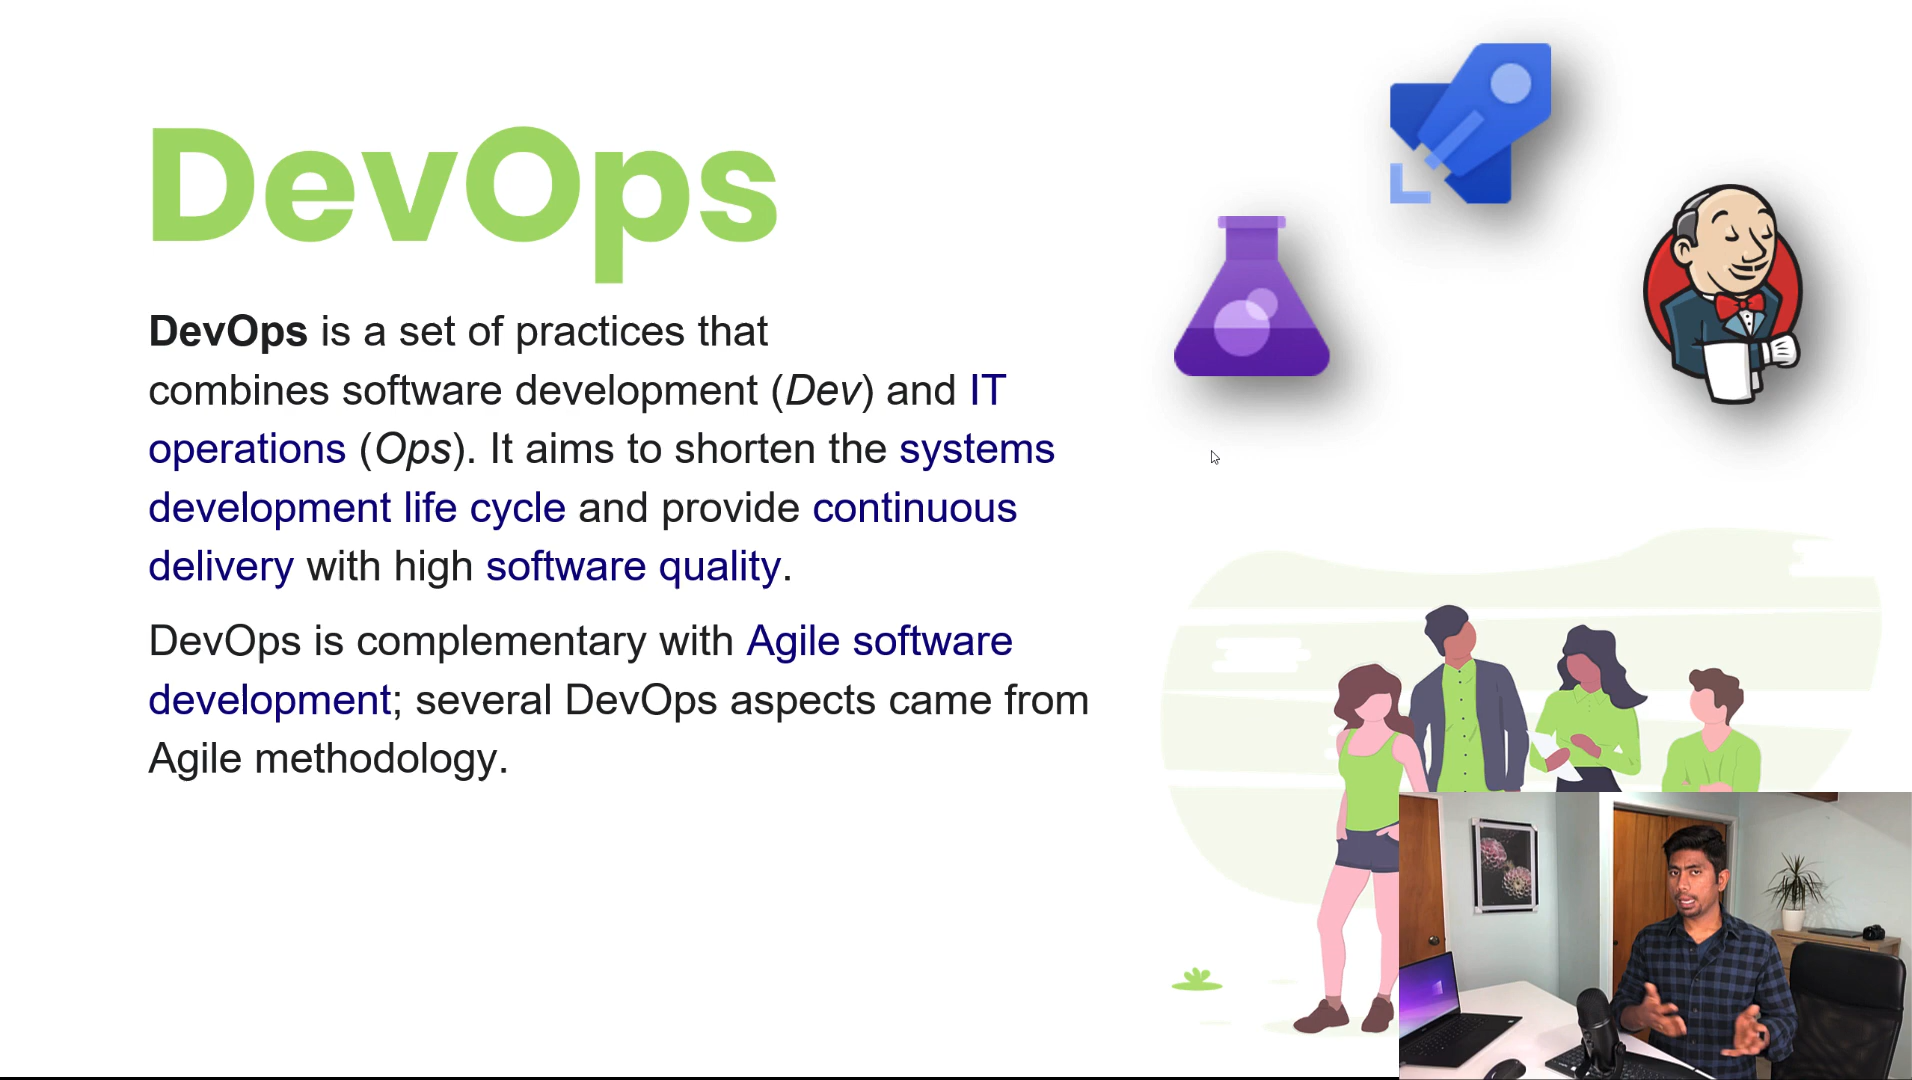 DevOps
DevOps is a set of practices that
combines software development (Dev) and IT
operations (Ops). It aims to shorten the systems
development life cycle and provide continuous
delivery with high software quality.
DevOps is complementary with Agile software
development; several DevOps aspects came from
Agile methodology.